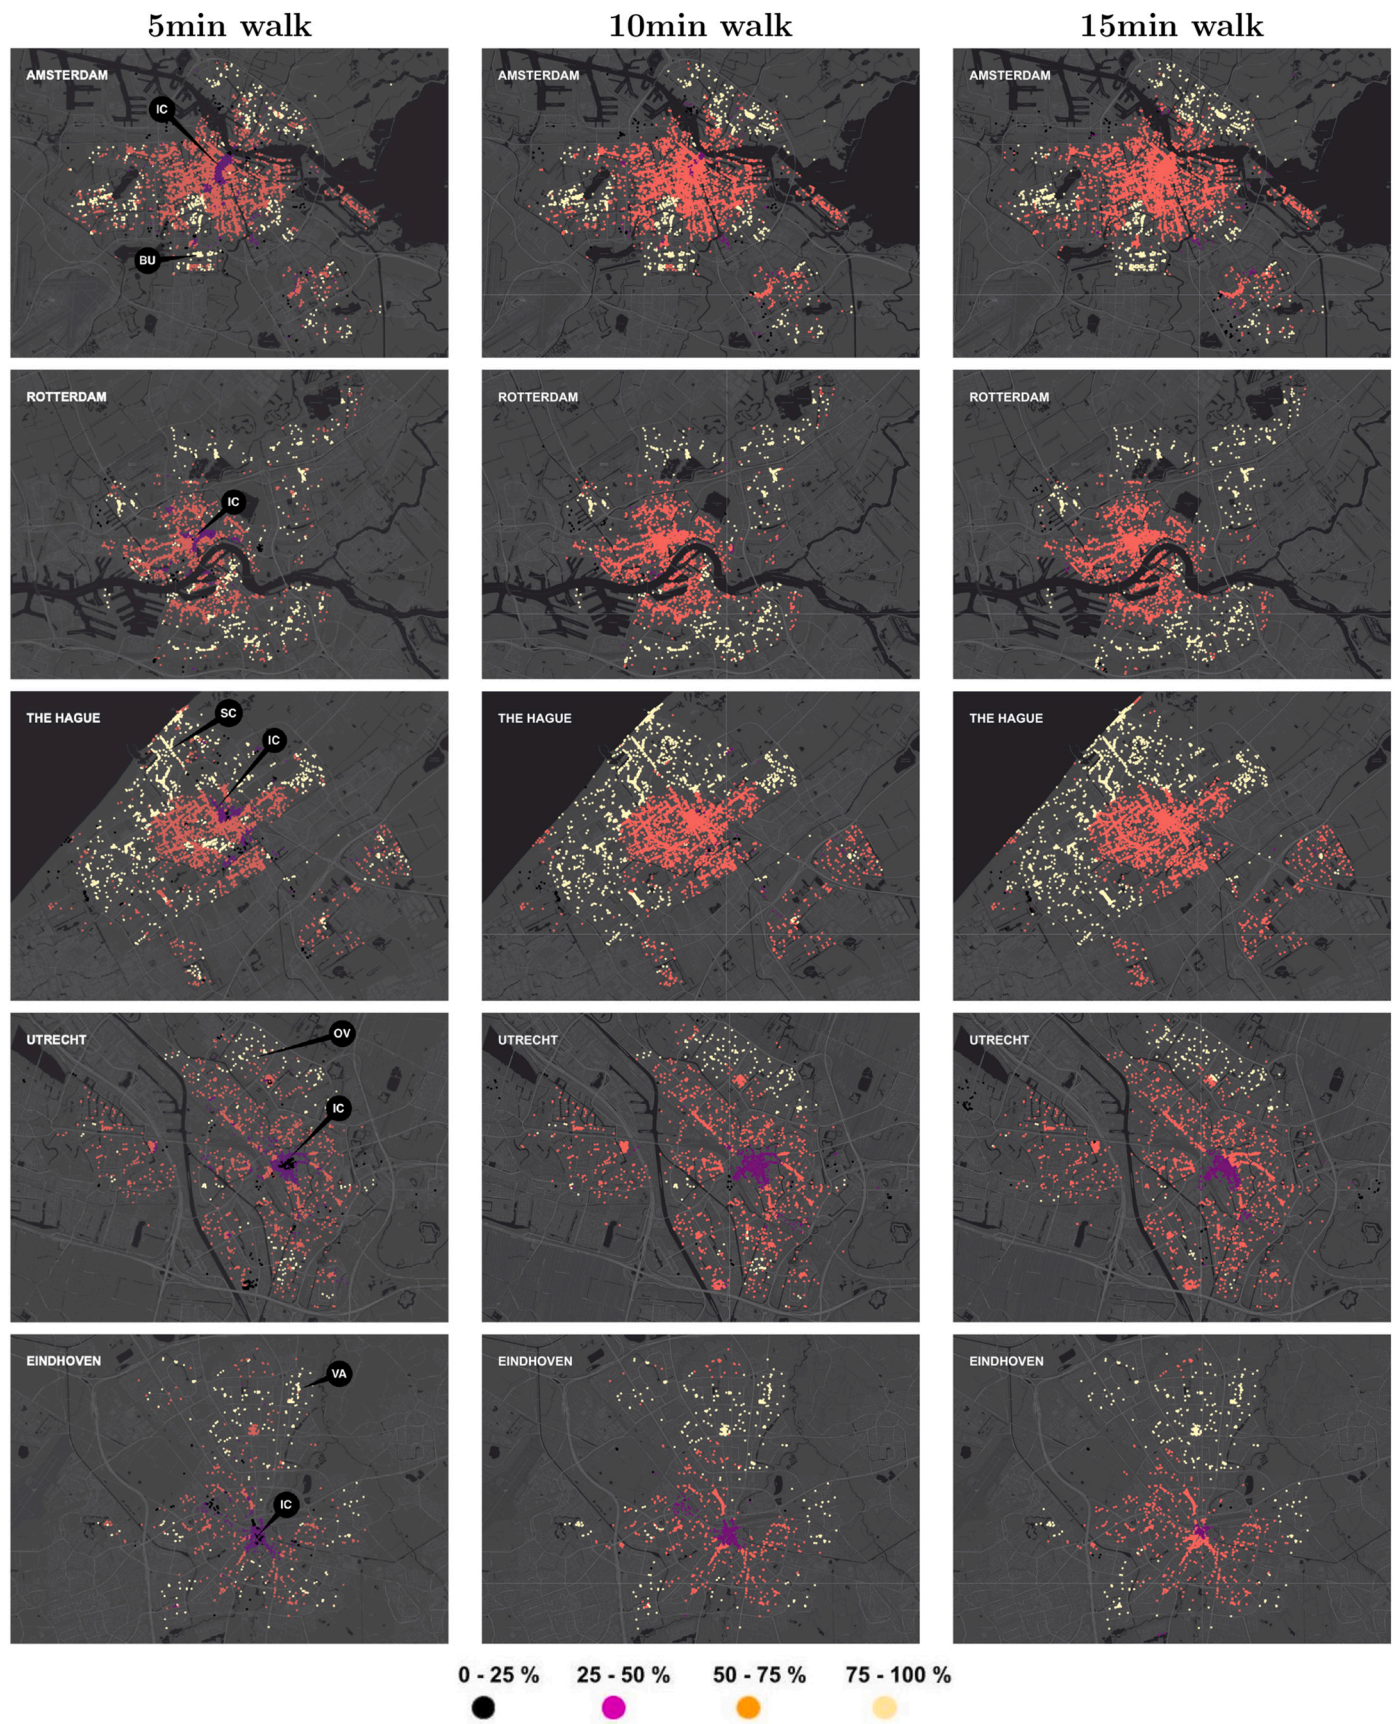 5min walk 10min walk 15min walk
AMSTERDAM AMSTERDAM AMSTERDAM
IC
BU
ROTTERDAM ROTTERDAM ROTTERDAM
IC
THE HAGUE THE HAGUE THE HAGUE
SC
IC
UTRECHT UTRECHT UTRECHT
OV
IC
EINDHOVEN EINDHOVEN EINDHOVEN
VA
IC
0 - 25 % 25 - 50 % 50 - 75 % 75 - 100 %